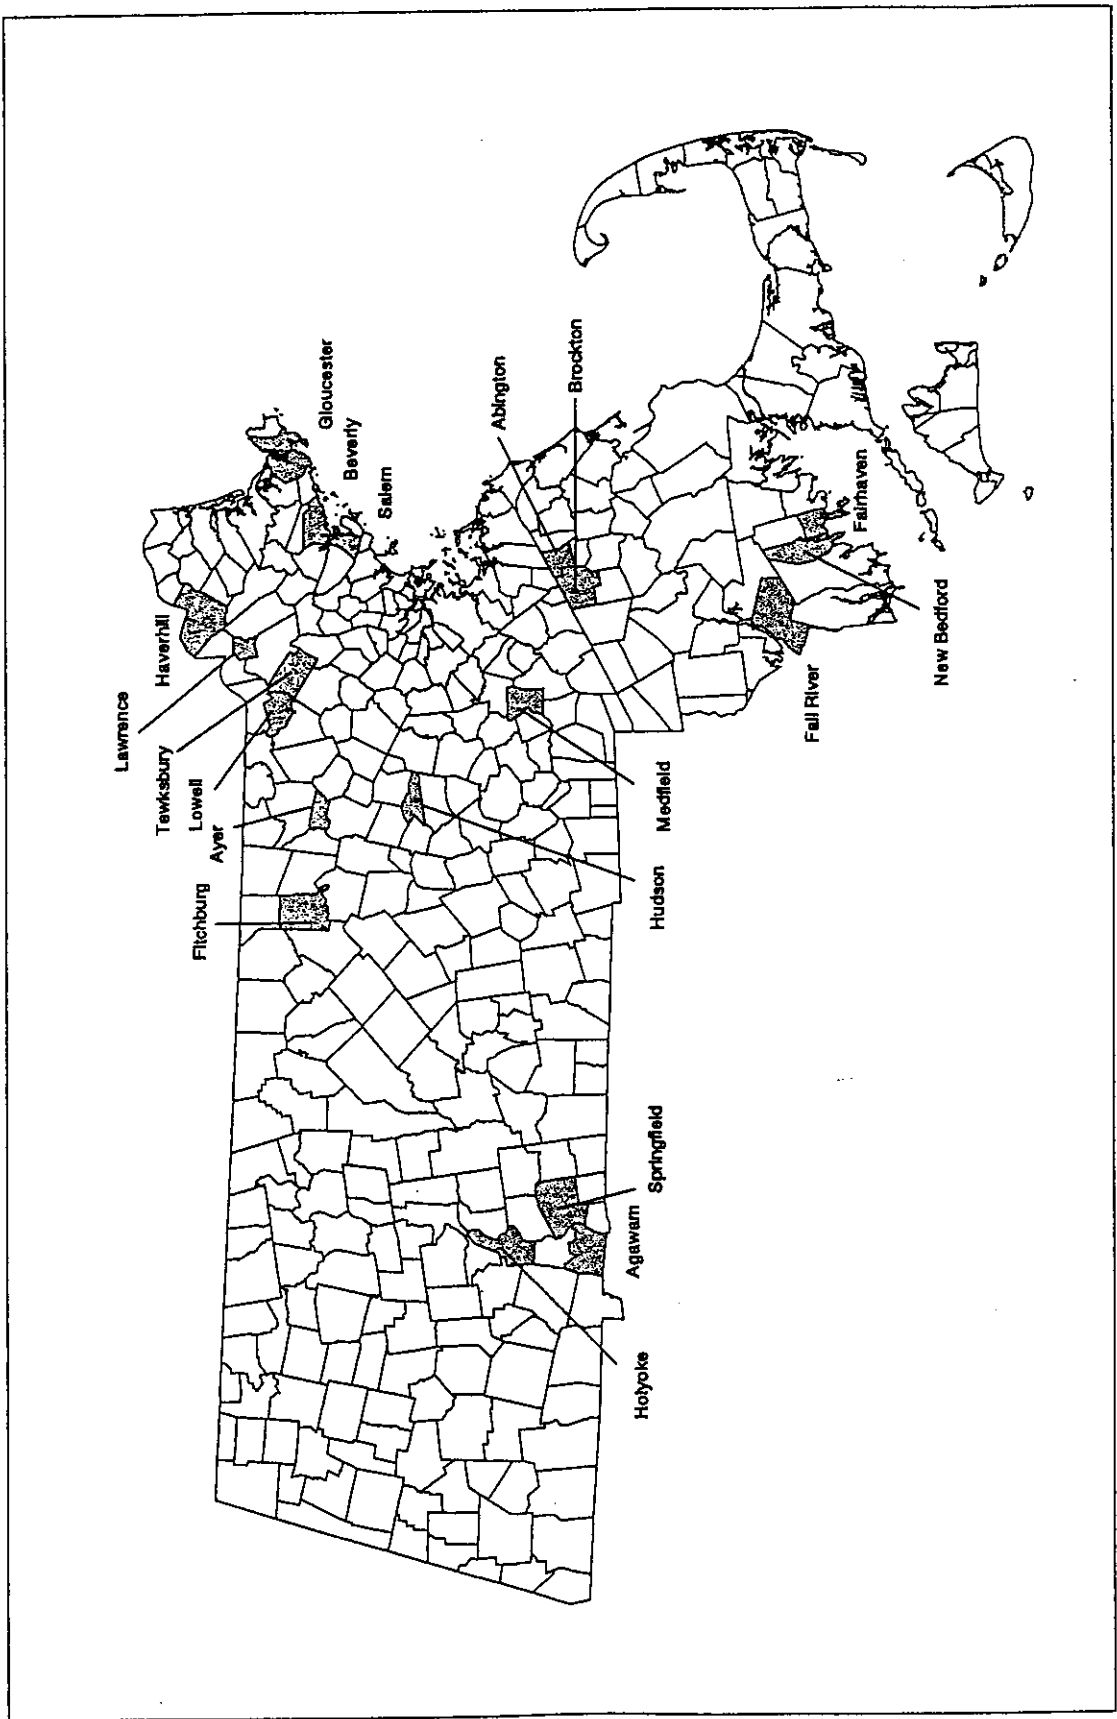 Lawrence
Haverhill
Tewksbury
Lowell
Ayer
Fitchburg
Gloucester
Beverly
Salem
Abington
Brockton
Fairhaven
New Bedford
Fall River
Medfield
Hudson
Springfield
Agawam
Holyoke